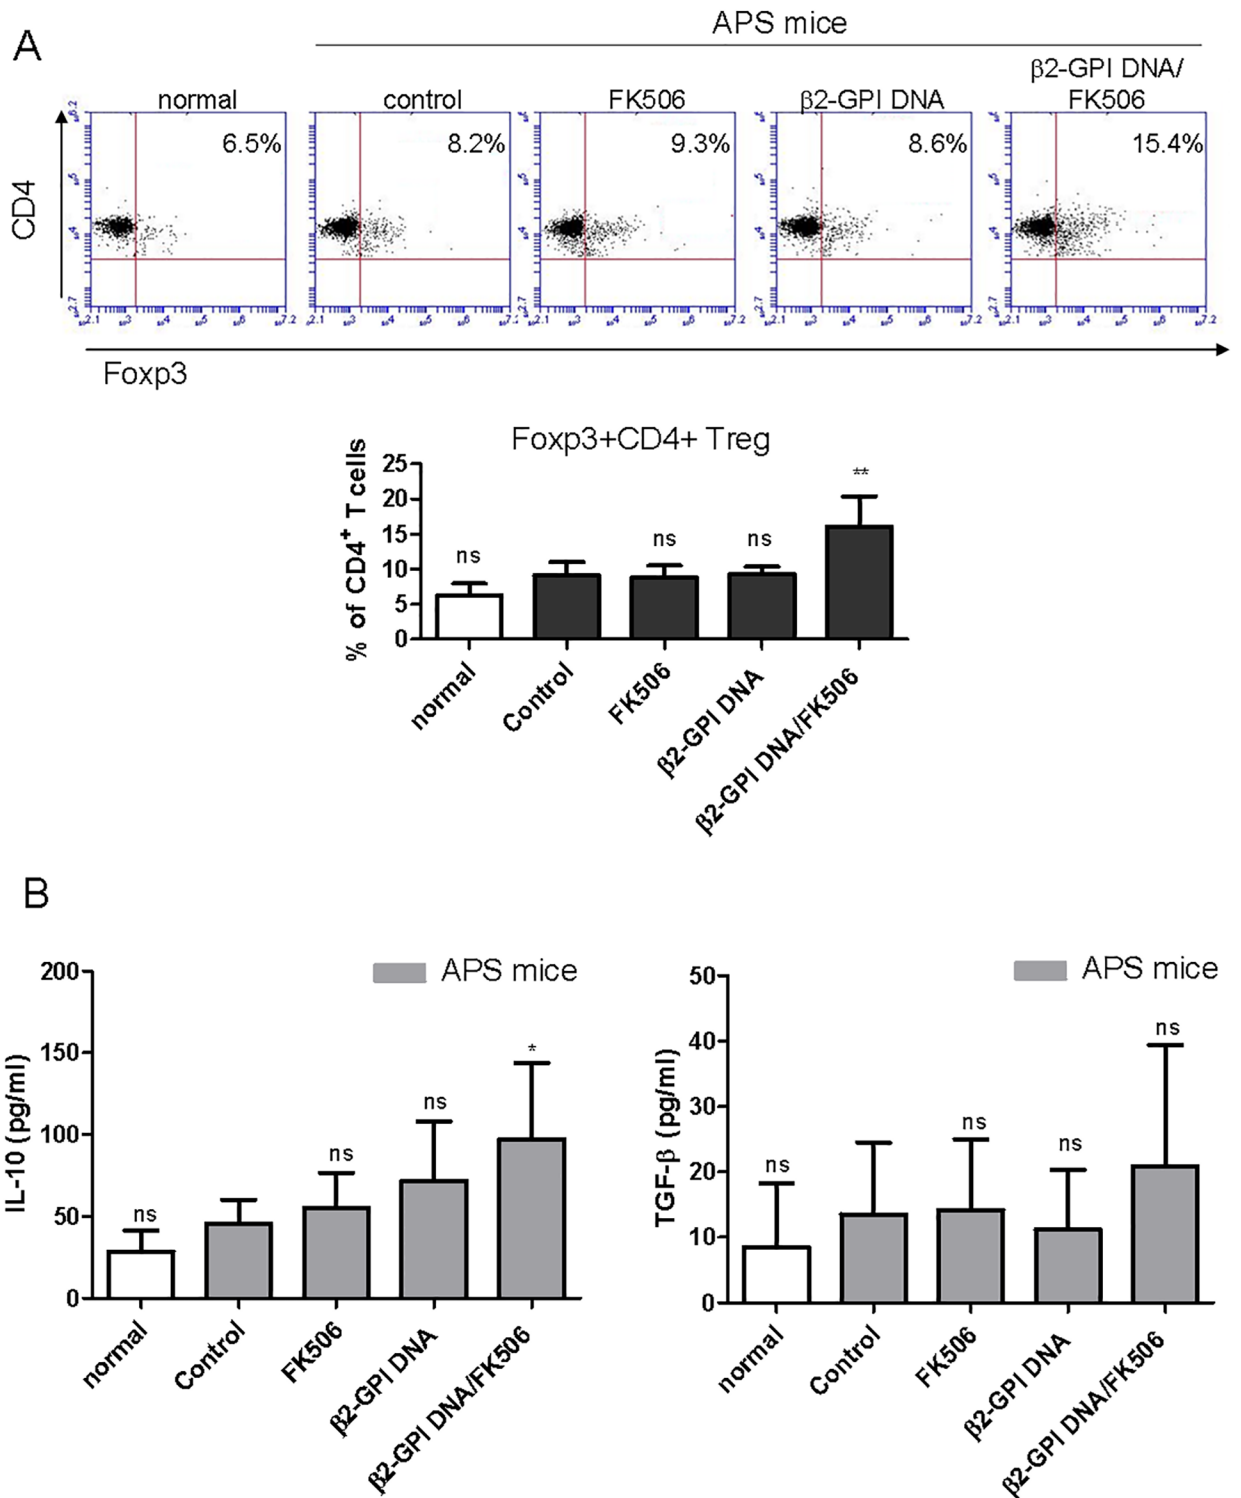 A
APS mice
normal
control
FK506
β2-GPI DNA
β2-GPI DNA/
FK506
6.5%
8.2%
9.3%
8.6%
15.4%
CD4
Foxp3
Foxp3+CD4+ Treg
% of CD4+ T cells
25
20
15
10
5
0
ns
ns
ns
**
normal
Control
FK506
β2-GPI DNA
β2-GPI DNA/FK506
B
APS mice
IL-10 (pg/ml)
200
150
100
50
0
ns
ns
ns
*
normal
Control
FK506
β2-GPI DNA
β2-GPI DNA/FK506
APS mice
TGF-β (pg/ml)
50
40
30
20
10
0
ns
ns
ns
ns
normal
Control
FK506
β2-GPI DNA
β2-GPI DNA/FK506